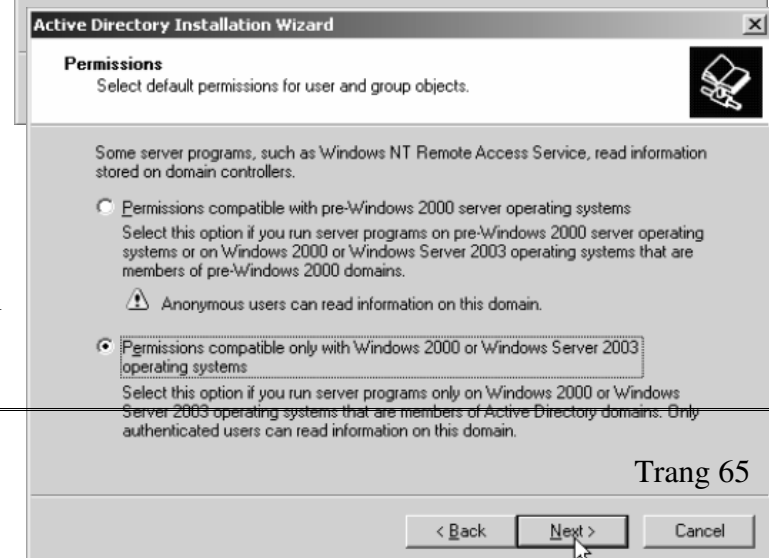 Active Directory Installation Wizard
Permissions
Select default permissions for user and group objects.
Some server programs, such as Windows NT Remote Access Service, read information
stored on domain controllers.
Permissions compatible with pre-Windows 2000 server operating systems
Select this option if you run server programs on pre-Windows 2000 server operating
systems or on Windows 2000 or Windows Server 2003 operating systems that are
members of pre-Windows 2000 domains.
Anonymous users can read information on this domain.
Permissions compatible only with Windows 2000 or Windows Server 2003
operating systems
Select this option if you run server programs only on Windows 2000 or Windows
Server 2003 operating systems that are members of Active Directory domains. Only
authenticated users can read information on this domain.
Trang 65
< Back Next > Cancel